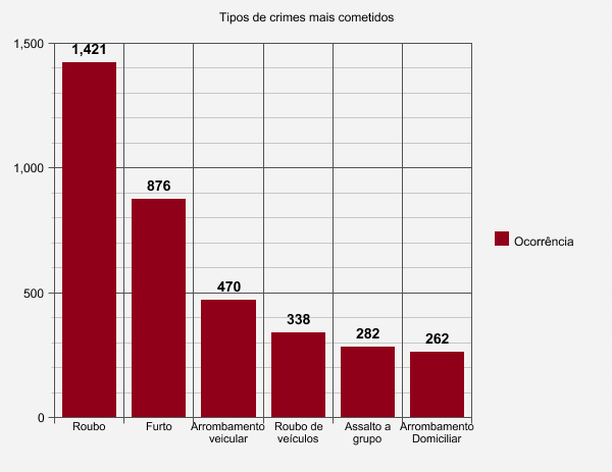 Tipos de crimes mais cometidos
1,500
1,000
500
0
1,421
876
470
338
282
262
Roubo
Furto
Arrombamento
veicular
Roubo de
veículos
Assalto a
grupo
Arrombamento
Domiciliar
Ocorrência